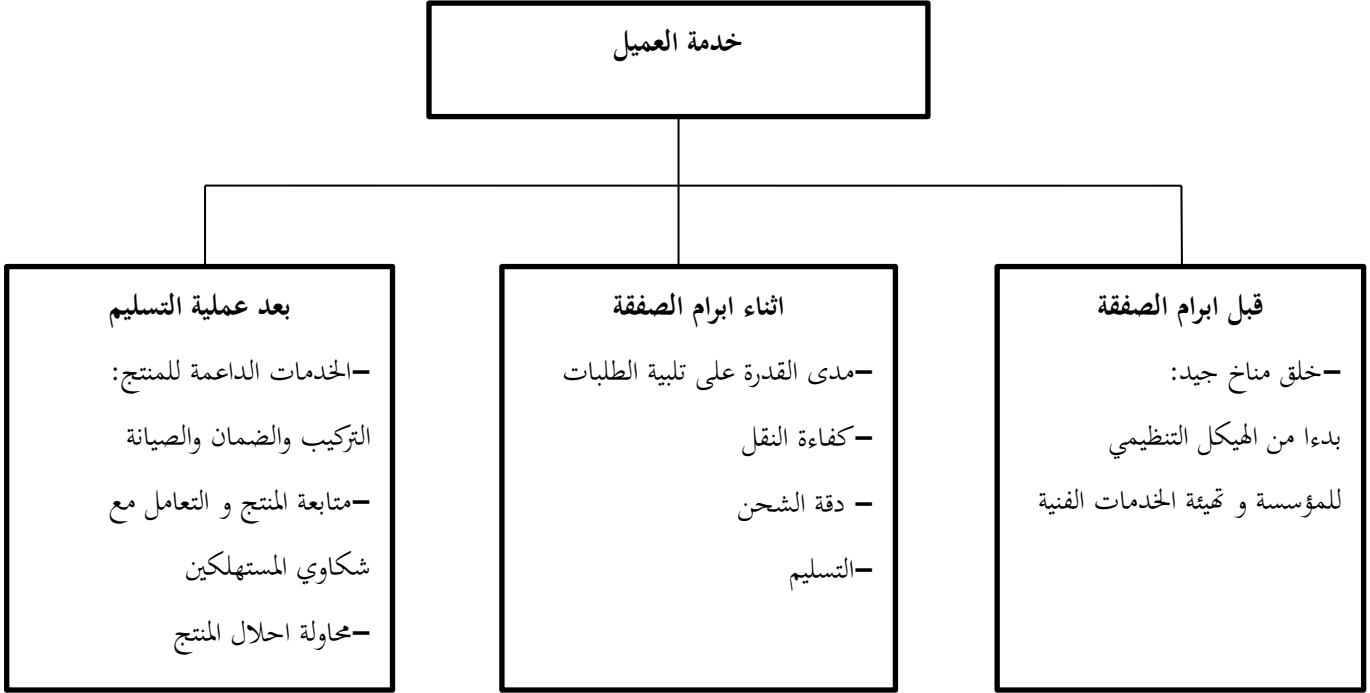 خدمة العميل
قبل ابرام الصفقة
–خلق مناخ جيد:
بدءا من الهيكل التنظيمي
للمؤسسة و تهيئة الخدمات الفنية
اثناء ابرام الصفقة
–مدى القدرة على تلبية الطلبات
–كفاءة النقل
– دقة الشحن
–التسليم
بعد عملية التسليم
–الخدمات الداعمة للمنتج:
التركيب والضمان والصيانة
–متابعة المنتج و التعامل مع
شكاوي المستهلكين
–محاولة احلال المنتج